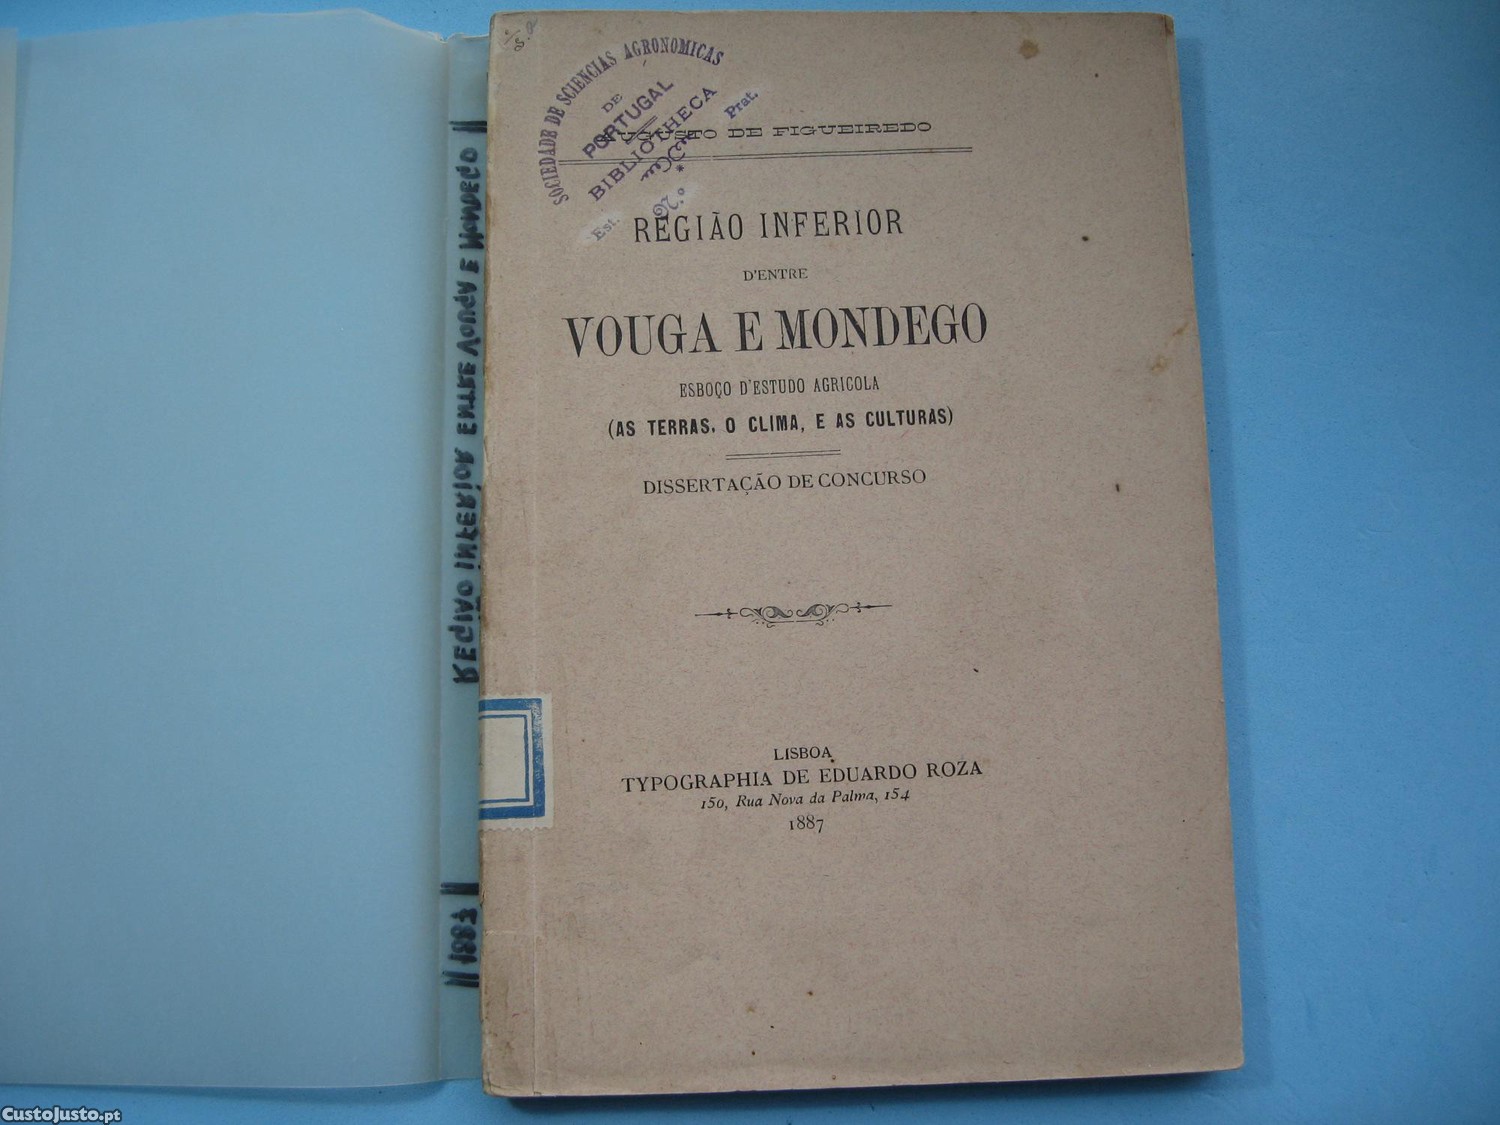 SOCIEDADE DE SCIENCIAS AGRONOMICAS
DE
PORTUGAL
BIBLIOTHECA
Est.
N.º
Prat.
AUGUSTO DE FIGUEIREDO
REGIÃO INFERIOR
D'ENTRE
VOUGA E MONDEGO
ESBOÇO D'ESTUDO AGRICOLA
(AS TERRAS, O CLIMA, E AS CULTURAS)
DISSERTAÇÃO DE CONCURSO
LISBOA
TYPOGRAPHIA DE EDUARDO ROZA
150, Rua Nova da Palma, 154
1887
REGIÃO INFERIOR ENTRE VOUGA E MONDEGO
1887
CustoJusto.pt